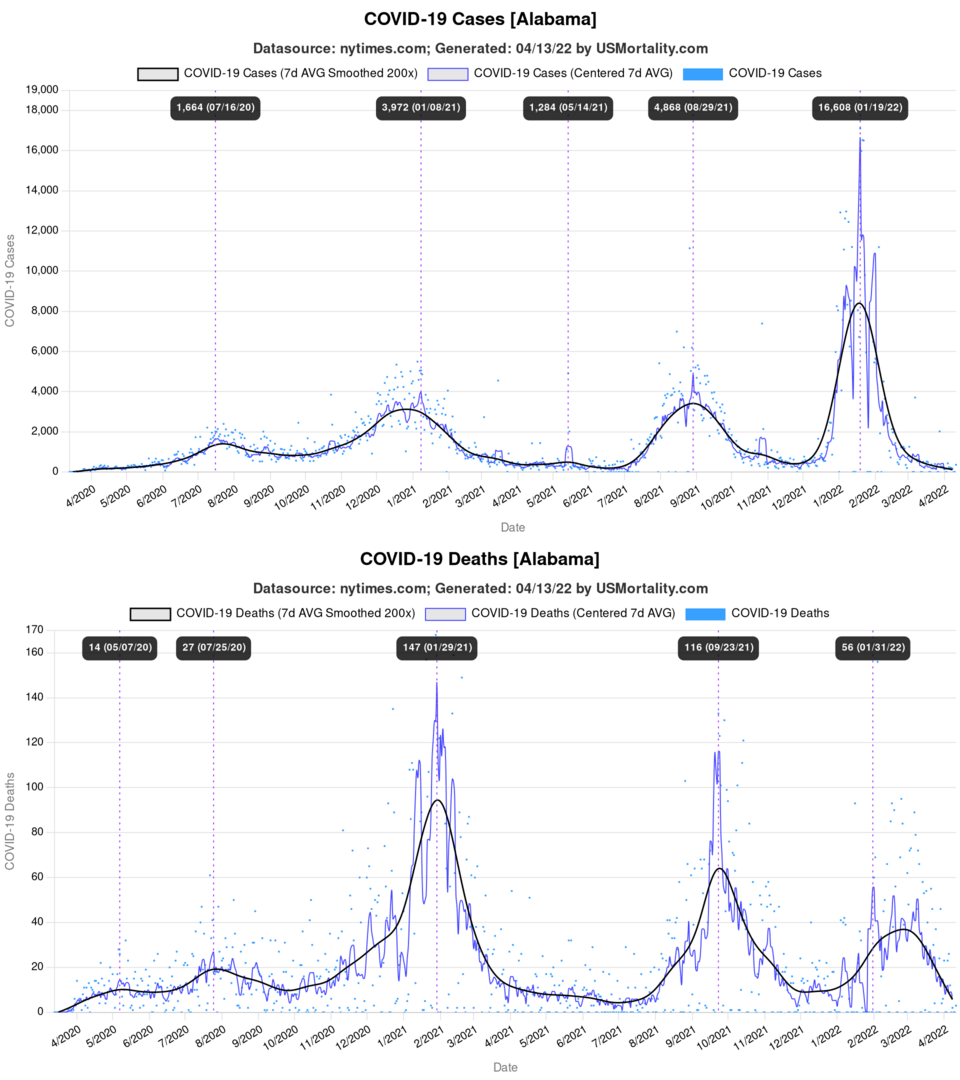 COVID-19 Cases [Alabama]
Datasource: nytimes.com; Generated: 04/13/22 by USMortality.com
COVID-19 Cases (7d AVG Smoothed 200x) COVID-19 Cases (Centered 7d AVG) COVID-19 Cases
19,000
18,000
1,664 (07/16/20) 3,972 (01/08/21) 1,284 (05/14/21) 4,868 (08/29/21) 16,608 (01/19/22)
16,000
14,000
12,000
10,000
8,000
6,000
4,000
2,000
0
COVID-19 Cases
4/2020 5/2020 6/2020 7/2020 8/2020 9/2020 10/2020 11/2020 12/2020 1/2021 2/2021 3/2021 4/2021 5/2021 6/2021 7/2021 8/2021 9/2021 10/2021 11/2021 12/2021 1/2022 2/2022 3/2022 4/2022
Date
COVID-19 Deaths [Alabama]
Datasource: nytimes.com; Generated: 04/13/22 by USMortality.com
COVID-19 Deaths (7d AVG Smoothed 200x) COVID-19 Deaths (Centered 7d AVG) COVID-19 Deaths
170
160
14 (05/07/20) 27 (07/25/20) 147 (01/29/21) 116 (09/23/21) 56 (01/31/22)
140
120
100
80
60
40
20
0
COVID-19 Deaths
4/2020 5/2020 6/2020 7/2020 8/2020 9/2020 10/2020 11/2020 12/2020 1/2021 2/2021 3/2021 4/2021 5/2021 6/2021 7/2021 8/2021 9/2021 10/2021 11/2021 12/2021 1/2022 2/2022 3/2022 4/2022
Date